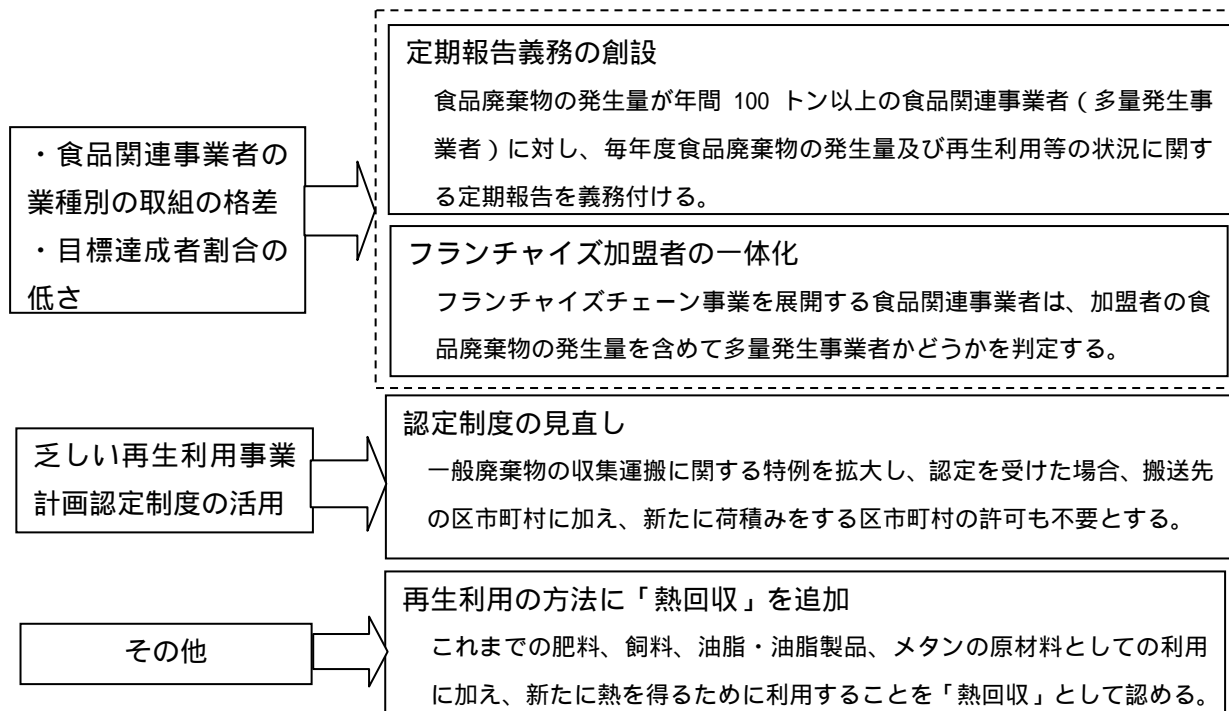 ・食品関連事業者の
業種別の取組の格差
・目標達成者割合の
低さ
定期報告義務の創設
食品廃棄物の発生量が年間 100 トン以上の食品関連事業者（多量発生事
業者）に対し、毎年度食品廃棄物の発生量及び再生利用等の状況に関す
る定期報告を義務付ける。
フランチャイズ加盟者の一体化
フランチャイズチェーン事業を展開する食品関連事業者は、加盟者の食
品廃棄物の発生量を含めて多量発生事業者かどうかを判定する。
乏しい再生利用事業
計画認定制度の活用
認定制度の見直し
一般廃棄物の収集運搬に関する特例を拡大し、認定を受けた場合、搬送先
の区市町村に加え、新たに荷積みをする区市町村の許可も不要とする。
その他
再生利用の方法に「熱回収」を追加
これまでの肥料、飼料、油脂・油脂製品、メタンの原材料としての利用
に加え、新たに熱を得るために利用することを「熱回収」として認める。